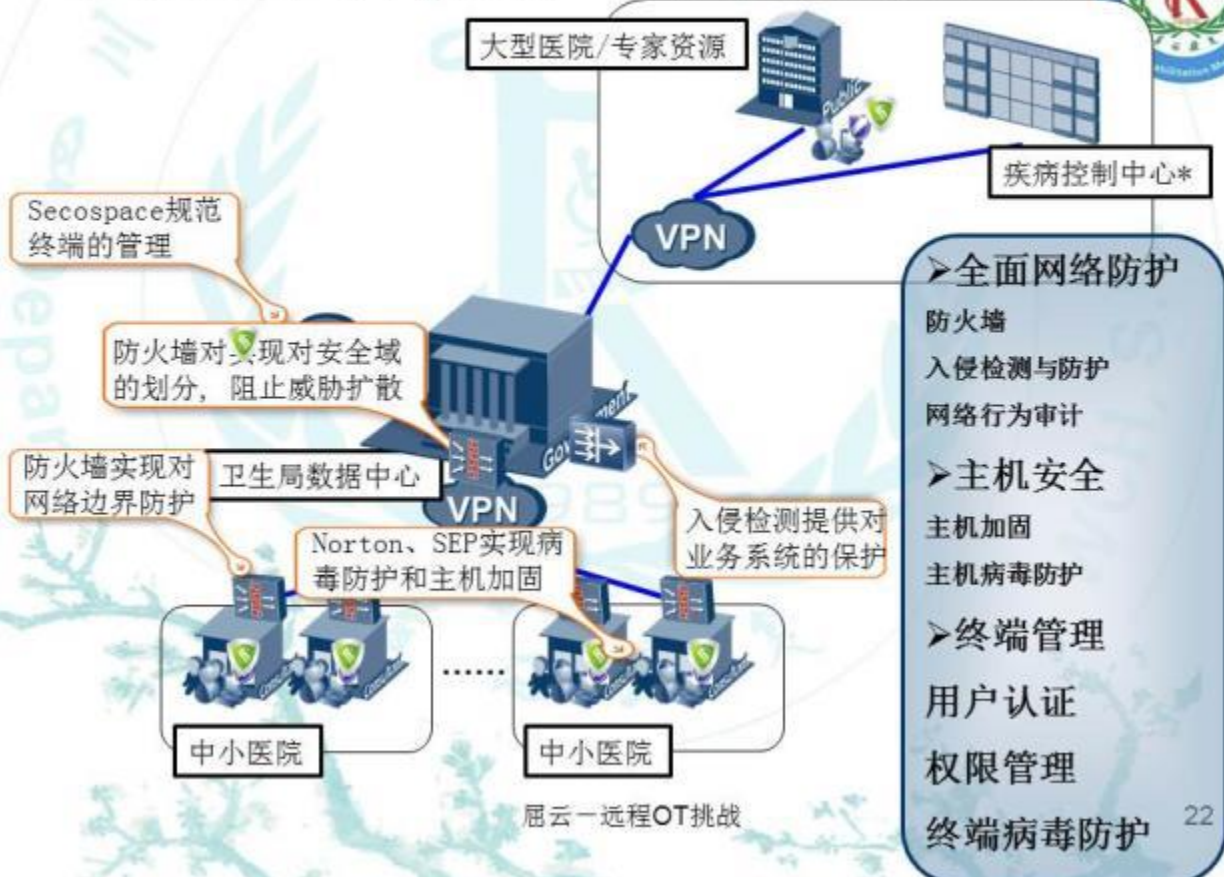 大型医院/专家资源
Public
疾病控制中心*
VPN
Secospace规范
终端的管理
防火墙对实现对安全域
的划分, 阻止威胁扩散
防火墙实现对
网络边界防护
卫生局数据中心
VPN
入侵检测提供对
业务系统的保护
Norton、SEP实现病
毒防护和主机加固
......
中小医院
中小医院
➢全面网络防护
防火墙
入侵检测与防护
网络行为审计
➢主机安全
主机加固
主机病毒防护
➢终端管理
用户认证
权限管理
终端病毒防护
屈云一远程OT挑战
22